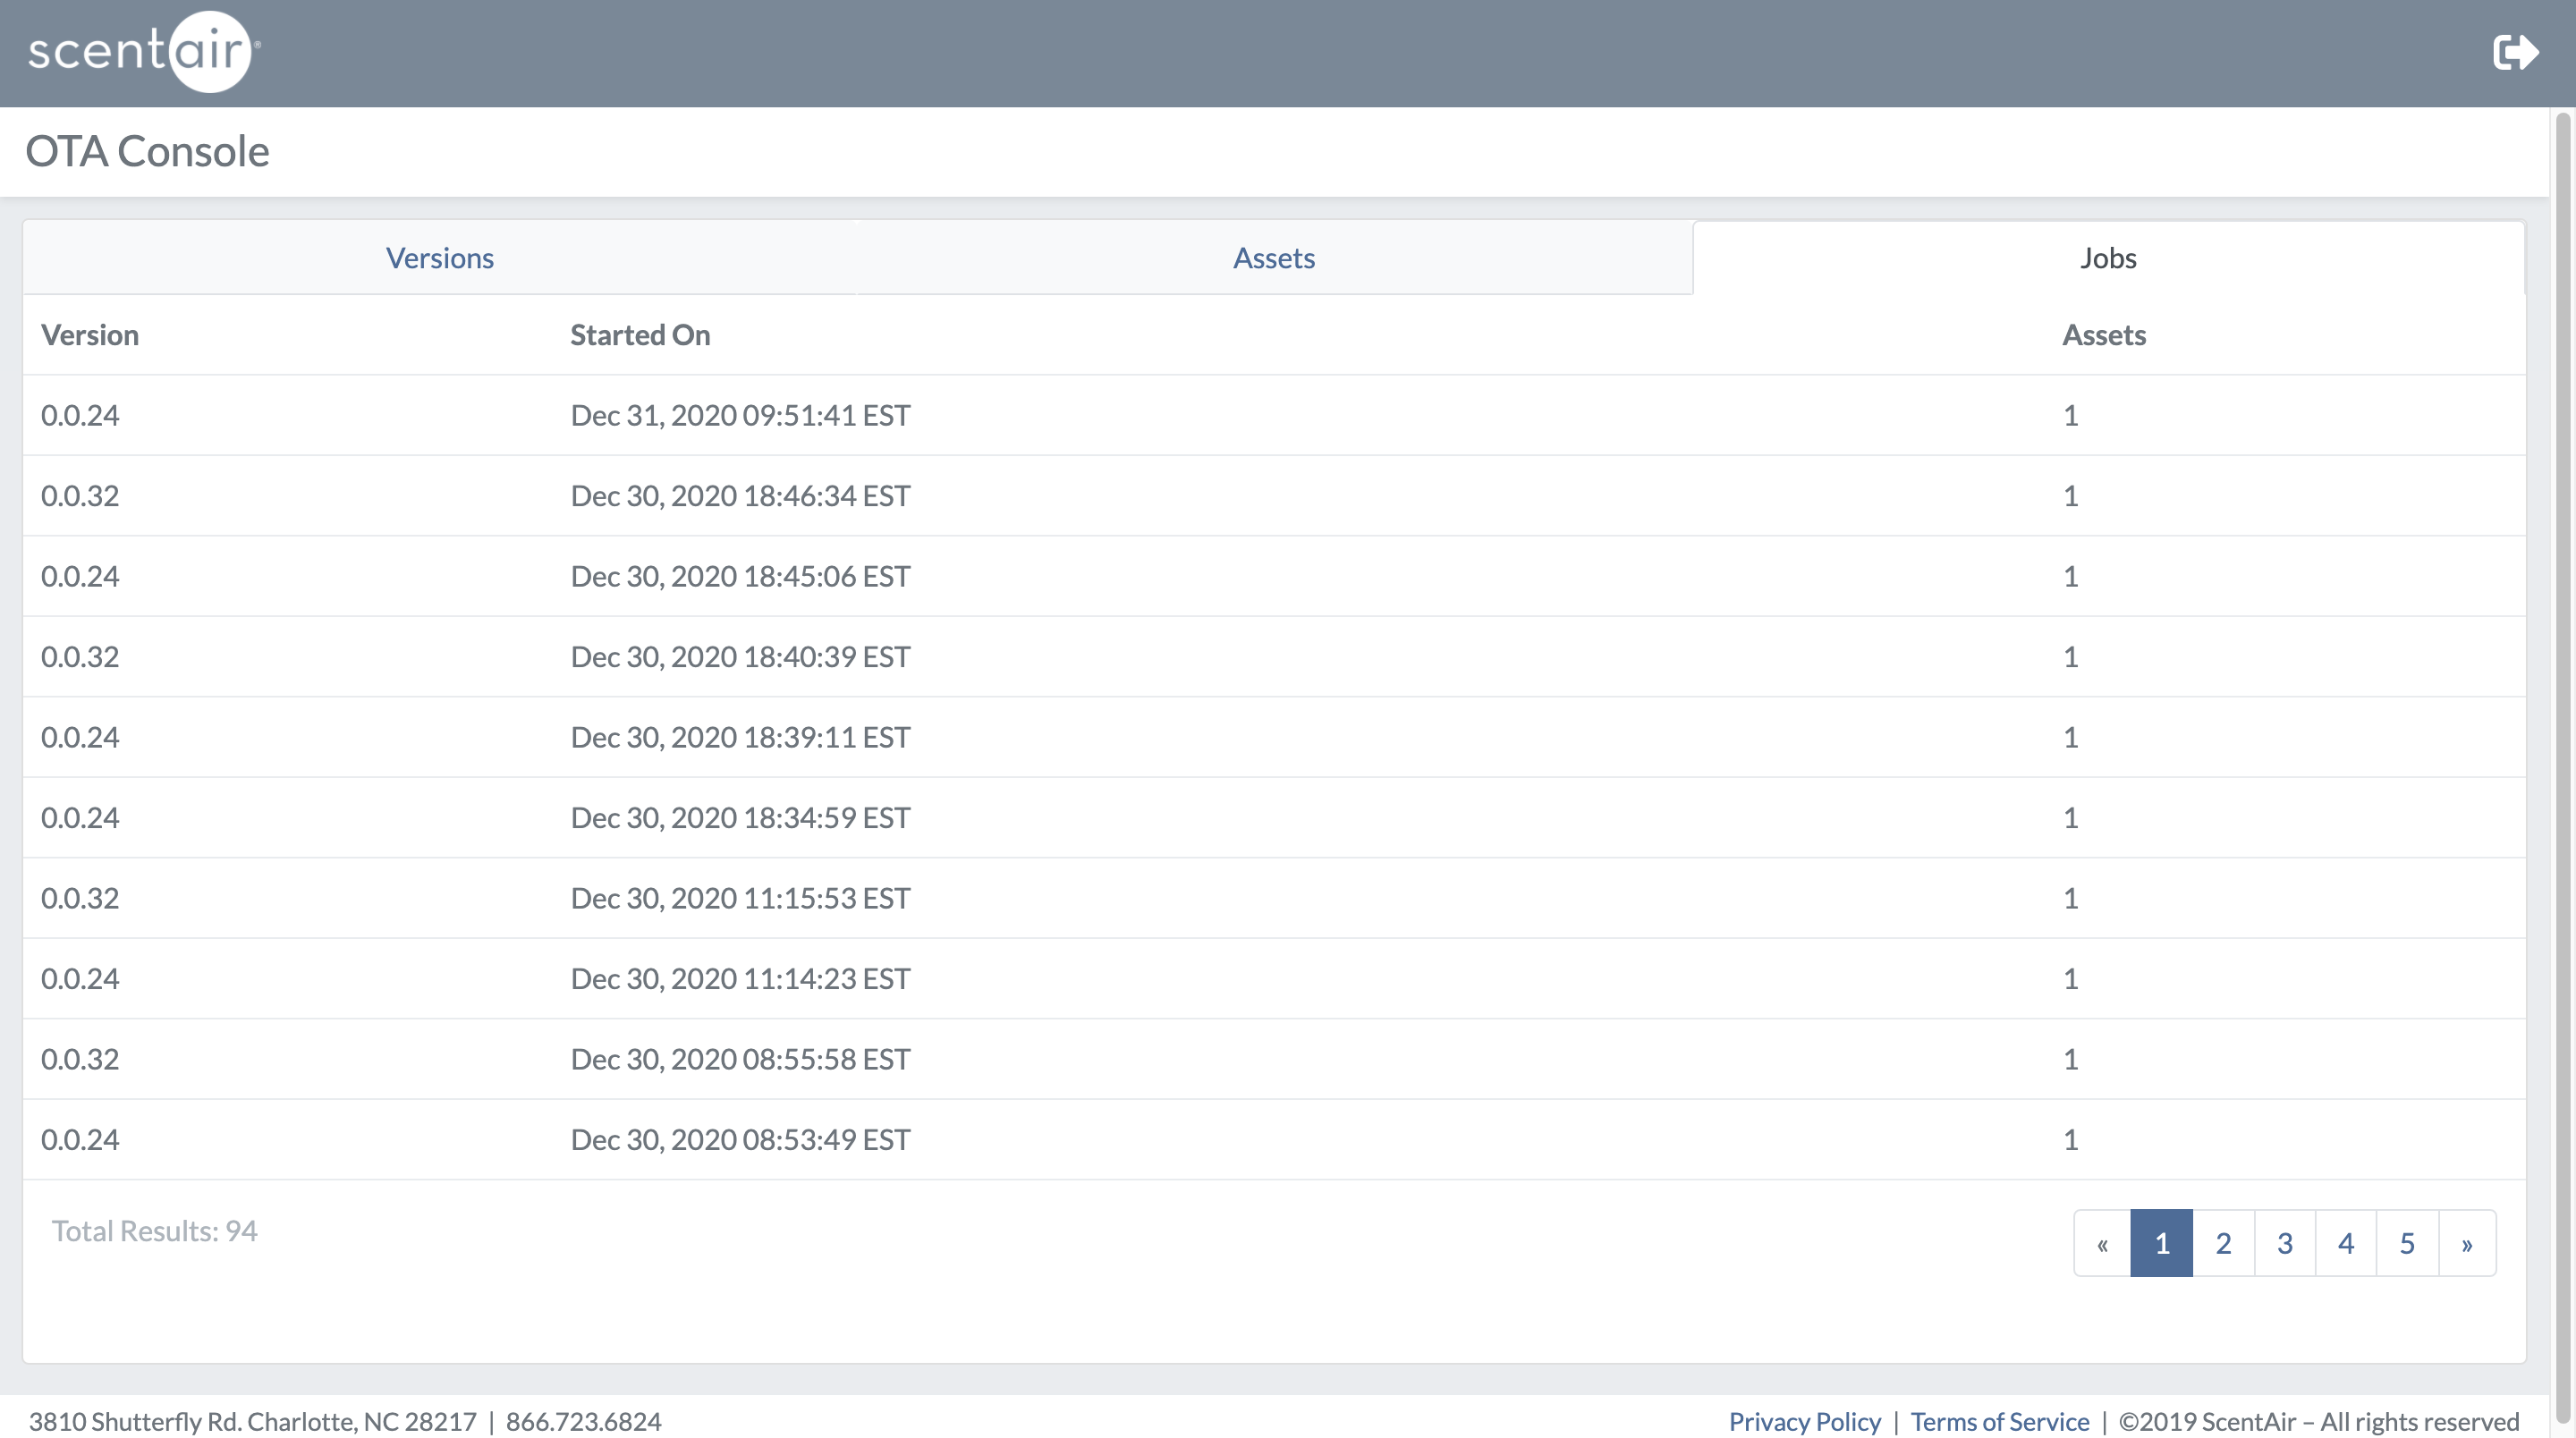 scentair®
OTA Console
Versions Assets Jobs
Version Started On Assets
0.0.24 Dec 31, 2020 09:51:41 EST 1
0.0.32 Dec 30, 2020 18:46:34 EST 1
0.0.24 Dec 30, 2020 18:45:06 EST 1
0.0.32 Dec 30, 2020 18:40:39 EST 1
0.0.24 Dec 30, 2020 18:39:11 EST 1
0.0.24 Dec 30, 2020 18:34:59 EST 1
0.0.32 Dec 30, 2020 11:15:53 EST 1
0.0.24 Dec 30, 2020 11:14:23 EST 1
0.0.32 Dec 30, 2020 08:55:58 EST 1
0.0.24 Dec 30, 2020 08:53:49 EST 1
Total Results: 94 « 1 2 3 4 5 »
3810 Shutterfly Rd. Charlotte, NC 28217 | 866.723.6824 Privacy Policy | Terms of Service | ©2019 ScentAir – All rights reserved